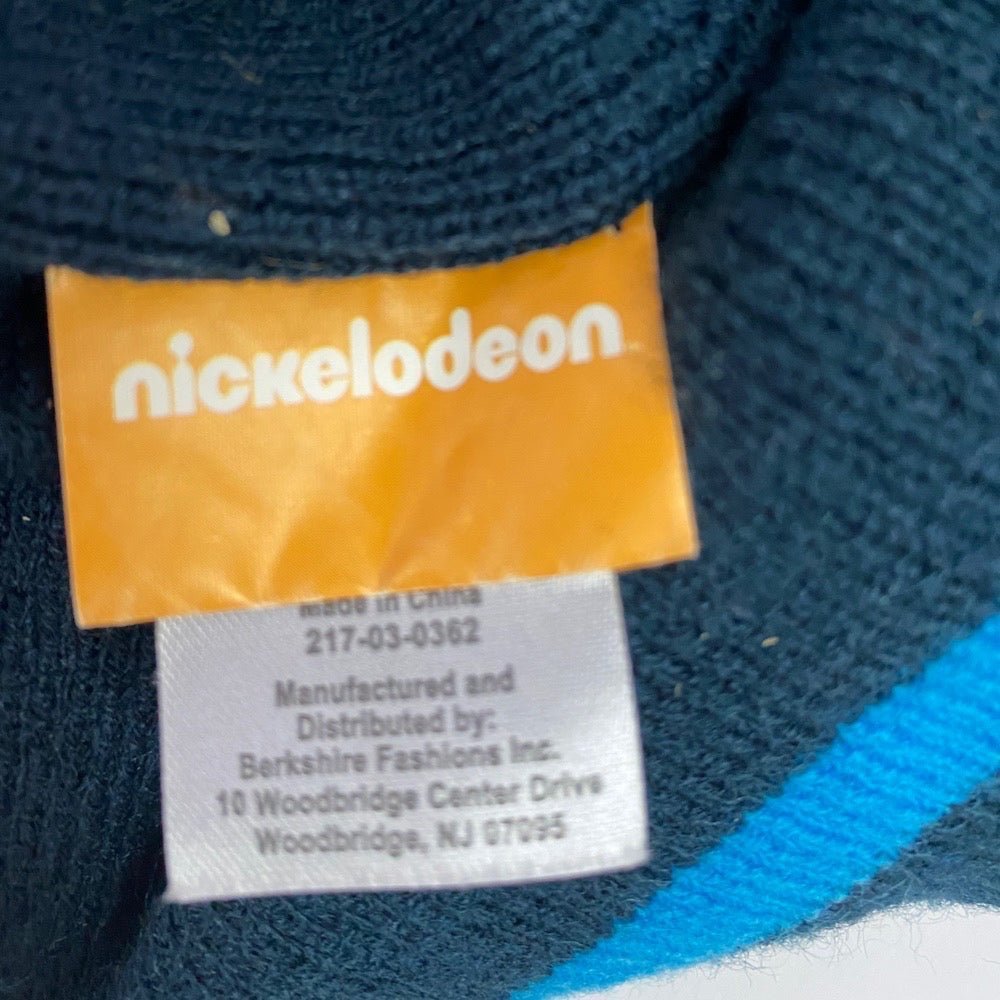 nickelodeon
Made in China
217-03-0362
Manufactured and
Distributed by:
Berkshire Fashions Inc.
10 Woodbridge Center Drive
Woodbridge, NJ 07095